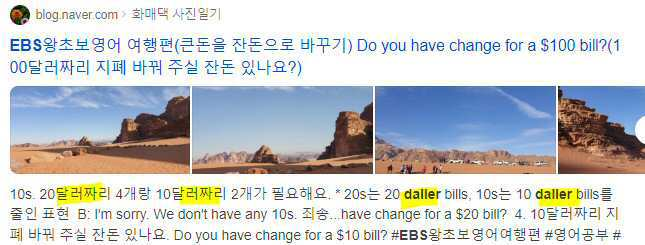 blog.naver.com › 화매댁 사진일기
EBS왕초보영어 여행편(큰돈을 잔돈으로 바꾸기) Do you have change for a $100 bill?(1
00달러짜리 지폐 바꿔 주실 잔돈 있나요?)
10s. 20달러짜리 4개랑 10달러짜리 2개가 필요해요. * 20s는 20 daller bills, 10s는 10 daller bills를
줄인 표현 B: I'm sorry. We don't have any 10s. 죄송...have change for a $20 bill? 4. 10달러짜리 지
폐 바꿔 주실 잔돈 있나요. Do you have change for a $10 bill? #EBS왕초보영어여행편 #영어공부 #